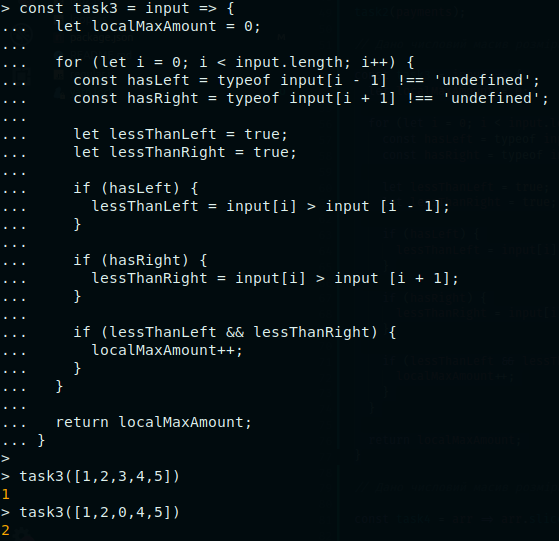 > const task3 = input => {
...   let localMaxAmount = 0;
...
...   for (let i = 0; i < input.length; i++) {
...     const hasLeft = typeof input[i - 1] !== 'undefined';
...     const hasRight = typeof input[i + 1] !== 'undefined';
...
...     let lessThanLeft = true;
...     let lessThanRight = true;
...
...     if (hasLeft) {
...       lessThanLeft = input[i] > input [i - 1];
...     }
...
...     if (hasRight) {
...       lessThanRight = input[i] > input [i + 1];
...     }
...
...     if (lessThanLeft && lessThanRight) {
...       localMaxAmount++;
...     }
...   }
...
...   return localMaxAmount;
... }
>
> task3([1,2,3,4,5])
1
> task3([1,2,0,4,5])
2